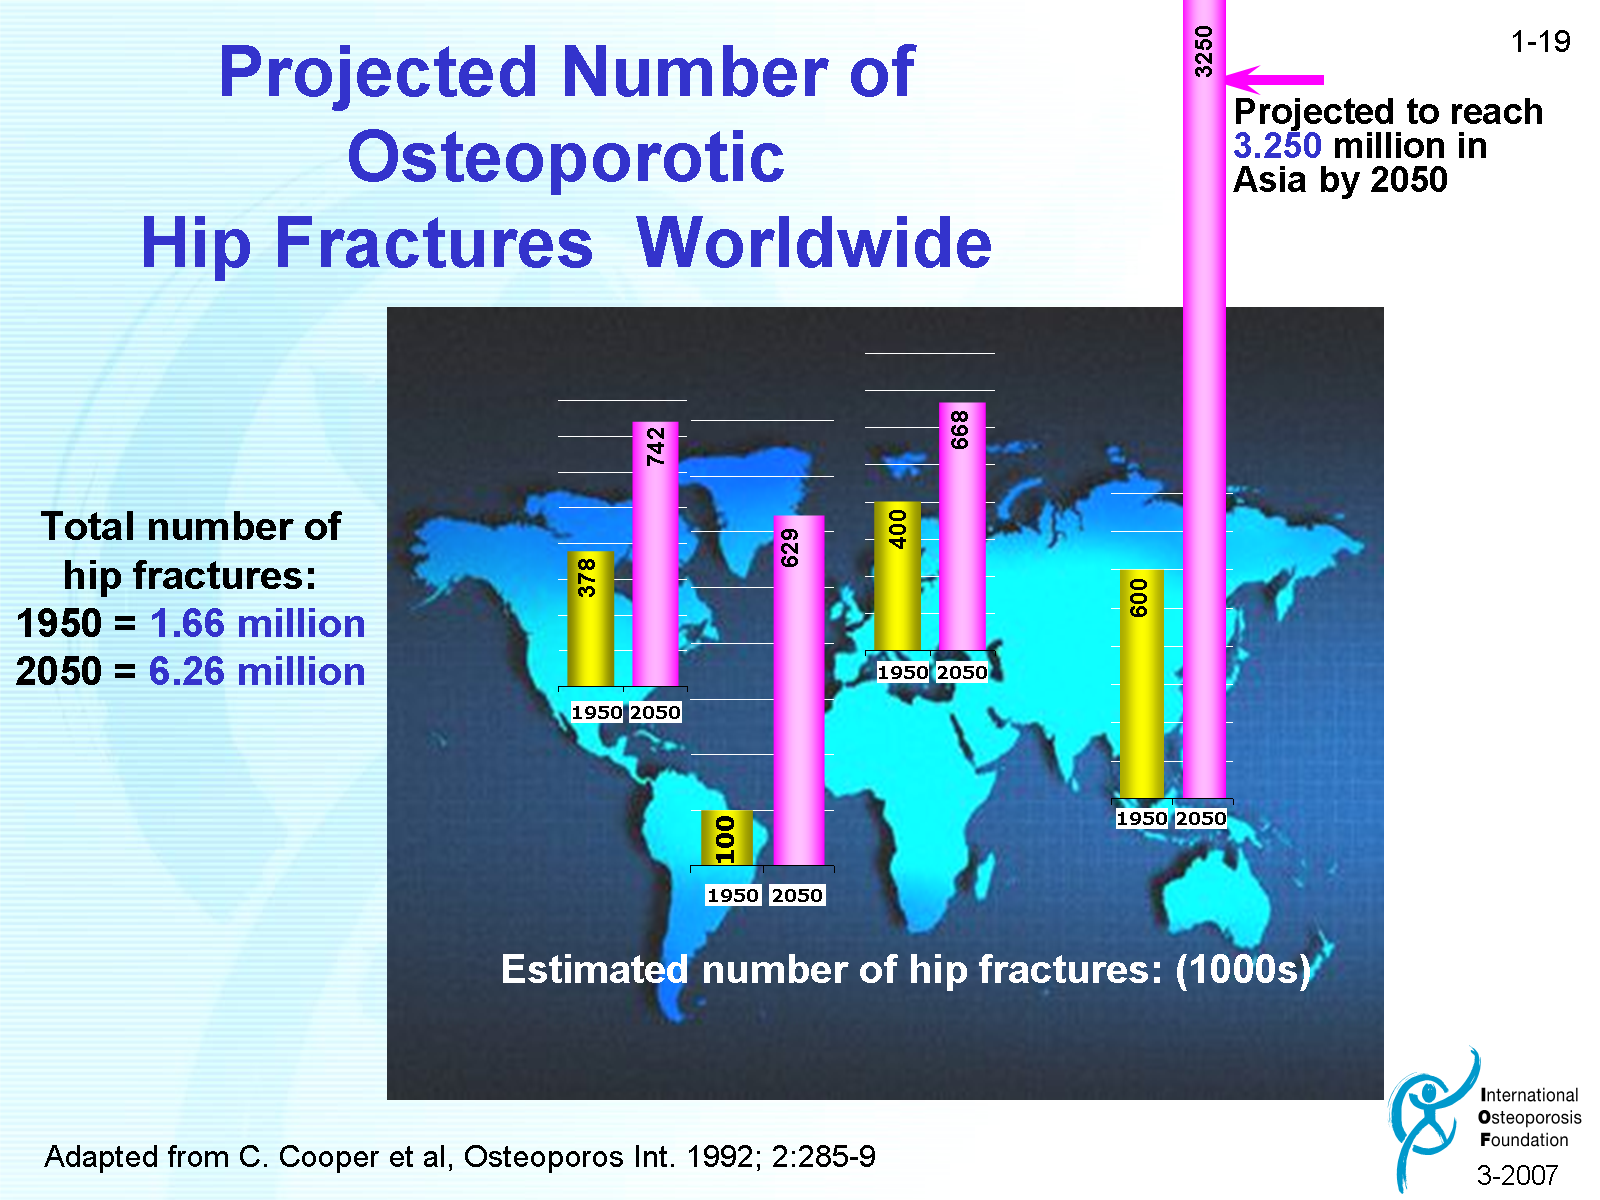 Projected Number of
Osteoporotic
Hip Fractures  Worldwide
1-19
3250
Projected to reach
3.250 million in
Asia by 2050
Total number of
hip fractures:
1950 = 1.66 million
2050 = 6.26 million
378
742
1950 2050
100
629
1950 2050
400
668
1950 2050
600
1950 2050
Estimated number of hip fractures: (1000s)
International
Osteoporosis
Foundation
3-2007
Adapted from C. Cooper et al, Osteoporos Int. 1992; 2:285-9